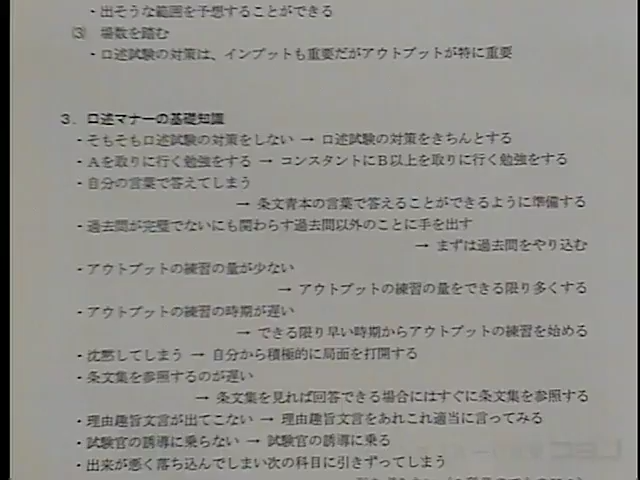 ・出そうな範囲を予想することができる
⑶ 場数を踏む
・口述試験の対策は、インプットも重要だがアウトプットが特に重要
３．口述マナーの基礎知識
・そもそも口述試験の対策をしない → 口述試験の対策をきちんとする
・Ａを取りに行く勉強をする → コンスタントにＢ以上を取りに行く勉強をする
・自分の言葉で答えてしまう
→ 条文青本の言葉で答えることができるように準備する
・過去問が完璧でないにも関わらず過去問以外のことに手を出す
→ まずは過去問をやり込む
・アウトプットの練習の量が少ない
→ アウトプットの練習の量をできる限り多くする
・アウトプットの練習の時期が遅い
→ できる限り早い時期からアウトプットの練習を始める
・沈黙してしまう → 自分から積極的に局面を打開する
・条文集を参照するのが遅い
→ 条文集を見れば回答できる場合にはすぐに条文集を参照する
・理由趣旨文言が出てこない → 理由趣旨文言をあれこれ適当に言ってみる
・試験官の誘導に乗らない → 試験官の誘導に乗る
・出来が悪く落ち込んでしまい次の科目に引きずってしまう